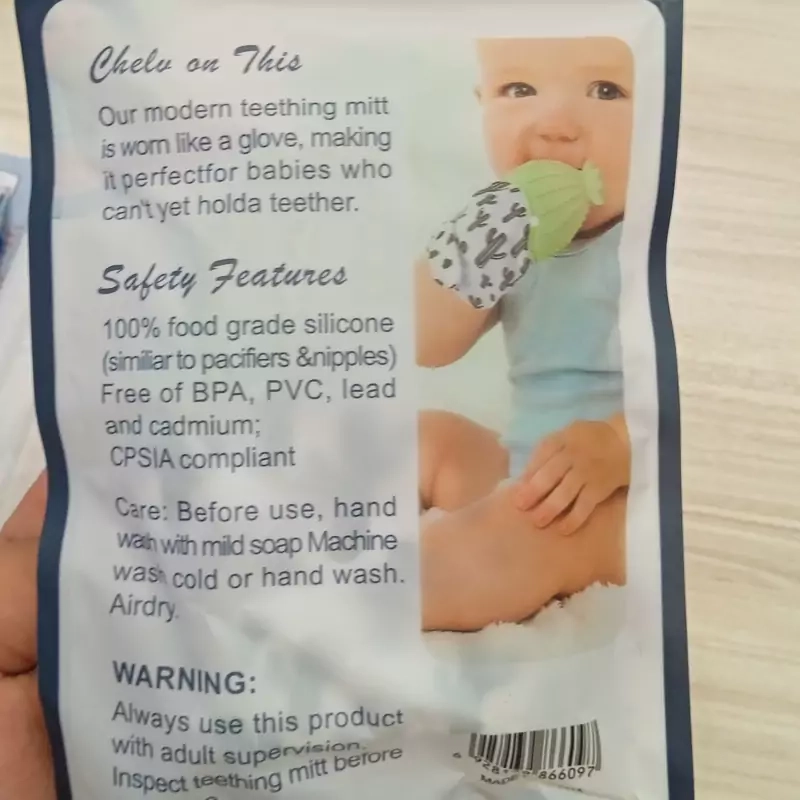 Chelv on This
Our modern teething mitt
is worn like a glove, making
it perfectfor babies who
can't yet holda teether.
Safety Features
100% food grade silicone
(similiar to pacifiers &nipples)
Free of BPA, PVC, lead
and cadmium;
CPSIA compliant
Care: Before use, hand
wash with mild soap Machine
wash cold or hand wash.
Airdry.
WARNING:
Always use this product
with adult supervision.
Inspect teething mitt before
866097
MADE